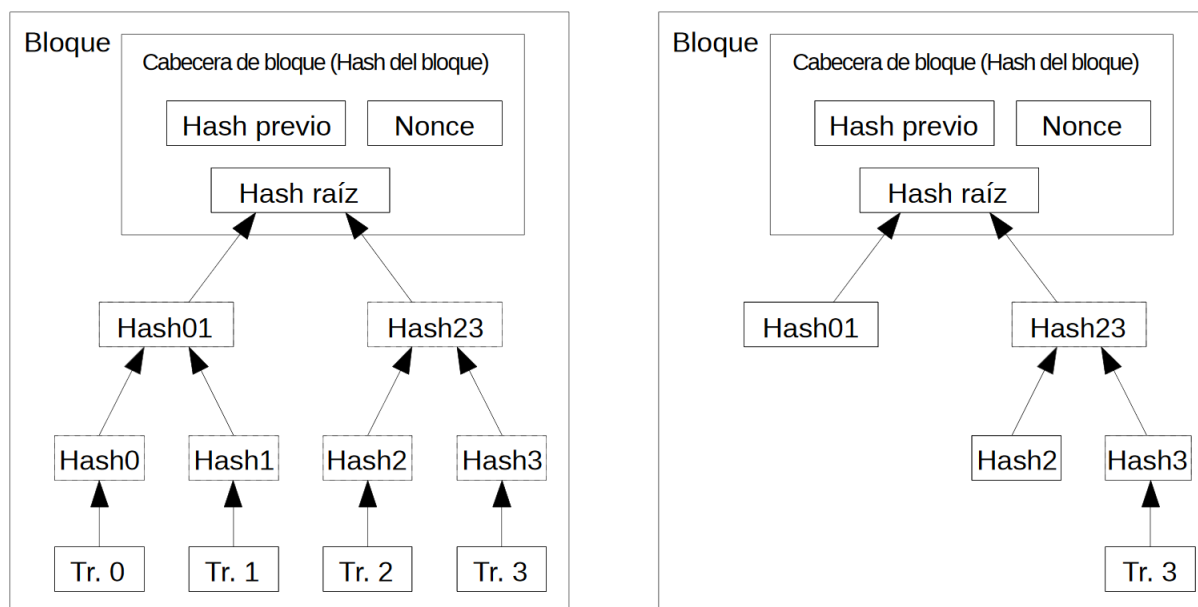 Bloque
Cabecera de bloque (Hash del bloque)
Hash previo
Nonce
Hash raíz
Hash01
Hash23
Hash0
Hash1
Hash2
Hash3
Tr. 0
Tr. 1
Tr. 2
Tr. 3
Bloque
Cabecera de bloque (Hash del bloque)
Hash previo
Nonce
Hash raíz
Hash01
Hash23
Hash2
Hash3
Tr. 3